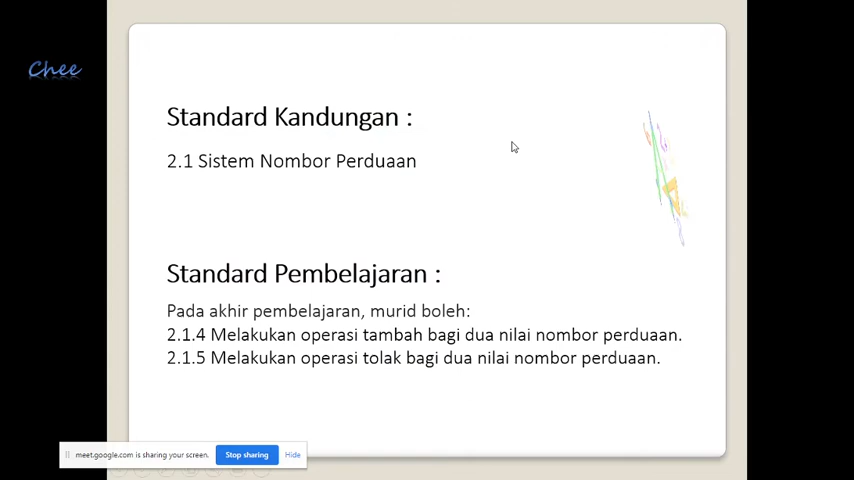 Chee
Standard Kandungan :
2.1 Sistem Nombor Perduaan
Standard Pembelajaran :
Pada akhir pembelajaran, murid boleh:
2.1.4 Melakukan operasi tambah bagi dua nilai nombor perduaan.
2.1.5 Melakukan operasi tolak bagi dua nilai nombor perduaan.
meet.google.com is sharing your screen. Stop sharing Hide